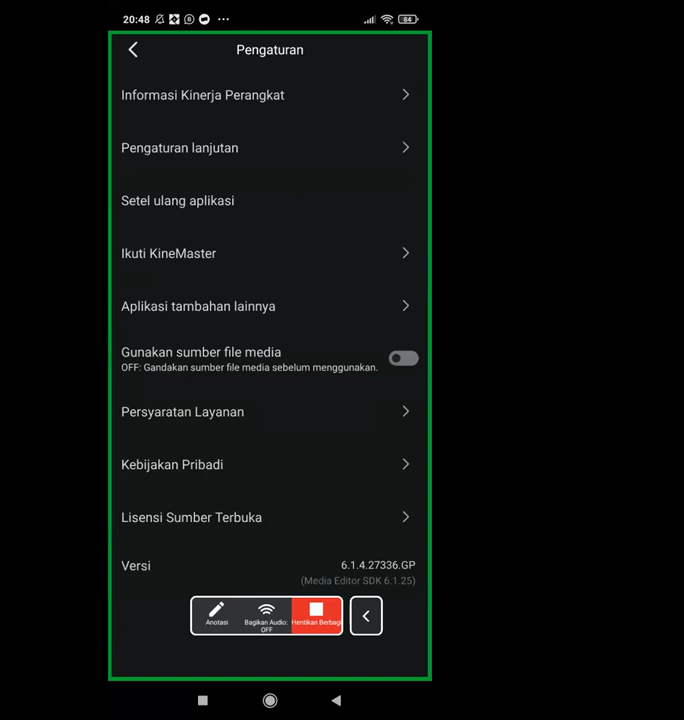 20:48 84
Pengaturan
Informasi Kinerja Perangkat
Pengaturan lanjutan
Setel ulang aplikasi
Ikuti KineMaster
Aplikasi tambahan lainnya
Gunakan sumber file media
OFF: Gandakan sumber file media sebelum menggunakan.
Persyaratan Layanan
Kebijakan Pribadi
Lisensi Sumber Terbuka
Versi 6.1.4.27336.GP
(Media Editor SDK 6.1.25)
Anotasi Bagikan Audio: Hentikan Berbagi
OFF